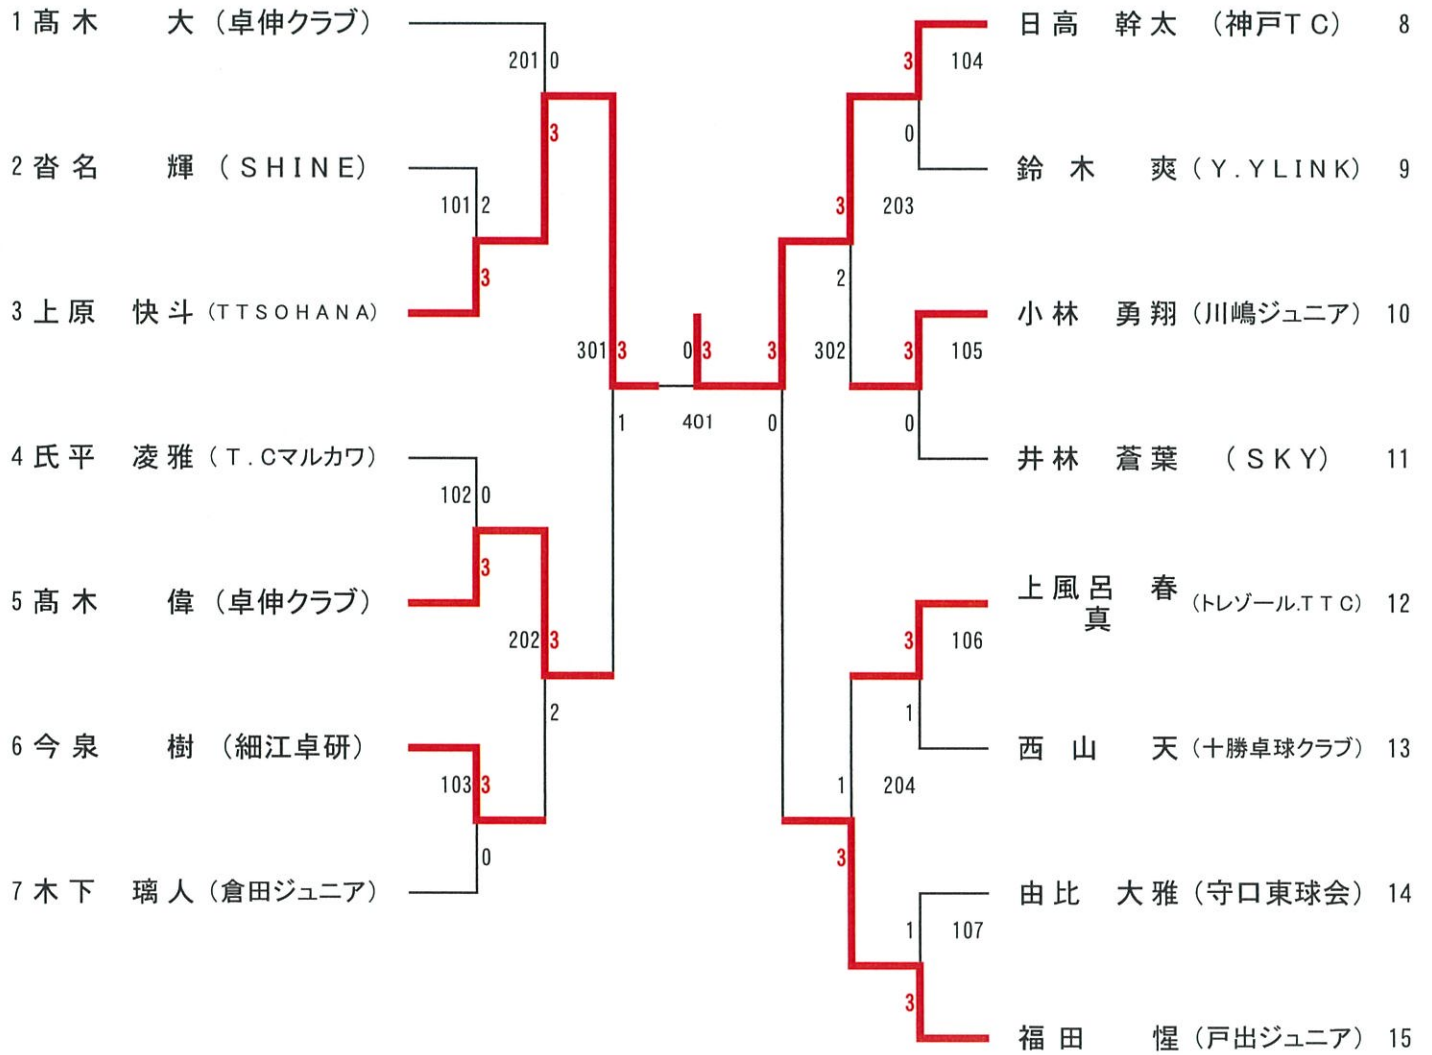 1 髙木 大 (卓伸クラブ)
201 0
3
2 沓名 輝 (SHINE)
101 2
3
3 上原 快斗 (TTSOHANA)
301 3
1
4 氏平 凌雅 (T.Cマルカワ)
102 0
3
5 髙木 偉 (卓伸クラブ)
202 3
2
6 今泉 樹 (細江卓研)
103 3
0
7 木下 璃人 (倉田ジュニア)
0 3
401
日高 幹太 (神戸TC) 8
3 104
0
鈴木 爽 (Y.YLINK) 9
3 203
2
小林 勇翔 (川嶋ジュニア) 10
3 302
0
3 105
0
井林 蒼葉 (SKY) 11
上風呂 春真 (トレゾール.TTC) 12
3 106
1
西山 天 (十勝卓球クラブ) 13
1 204
3
由比 大雅 (守口東球会) 14
1 107
3
福田 惺 (戸出ジュニア) 15